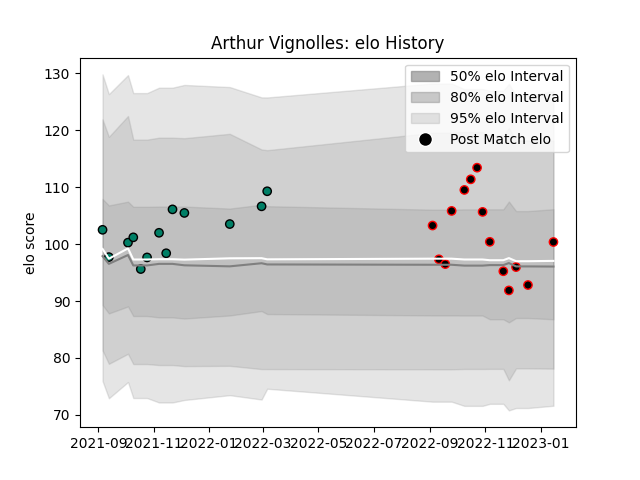 Arthur Vignolles: elo History
130
120
110
100
90
80
70
elo score
50% elo Interval
80% elo Interval
95% elo Interval
Post Match elo
2021-09 2021-11 2022-01 2022-03 2022-05 2022-07 2022-09 2022-11 2023-01